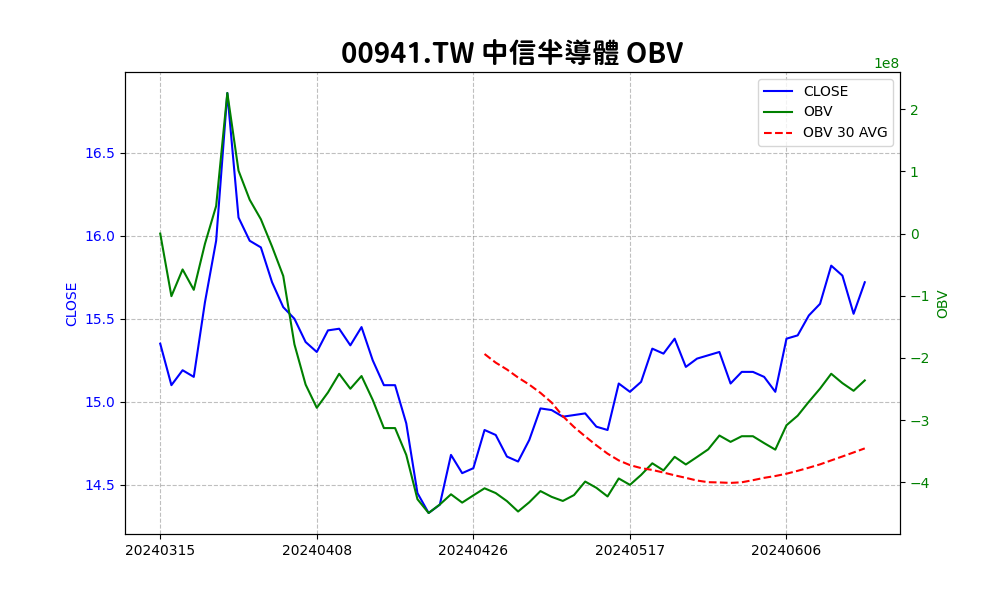 00941.TW 中信半導體 OBV
1e8
CLOSE
OBV
OBV 30 AVG
CLOSE
16.5
16.0
15.5
15.0
14.5
2
1
0
−1
−2
−3
−4
OBV
20240315
20240408
20240426
20240517
20240606